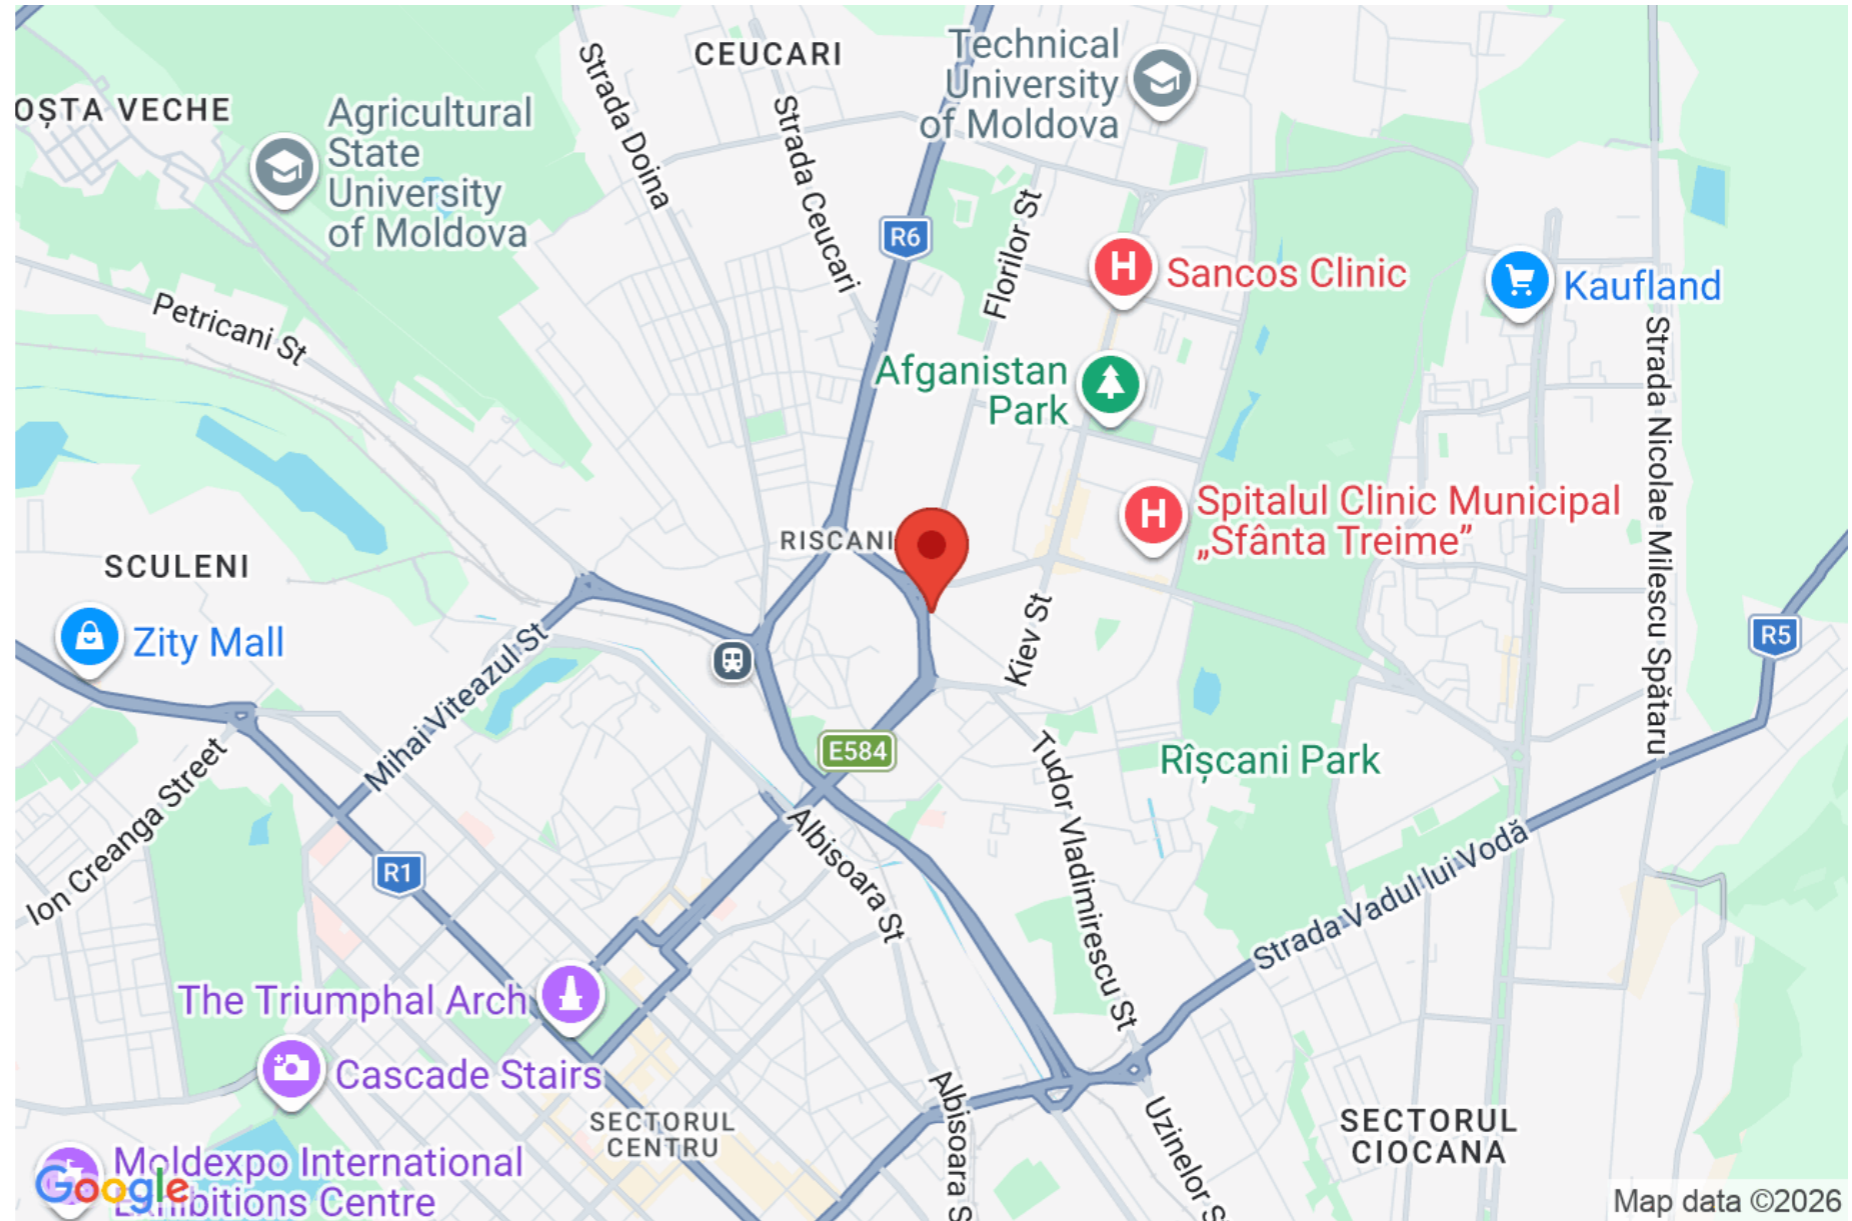 CEUCARI
Technical
University
of Moldova
OȘTA VECHE
Agricultural
State
University
of Moldova
Strada Doina
Strada Ceucari
R6
Florilor St
Sancos Clinic
Kaufland
Petricani St
Afganistan
Park
Strada Nicolae Milescu Spătaru
Spitalul Clinic Municipal
„Sfânta Treime”
RISCANI
SCULENI
Zity Mall
Mihai Viteazul St
Kiev St
R5
Ion Creanga Street
E584
Tudor Vladimirescu St
Rîșcani Park
R1
Albisoara St
Strada Vadul lui Vodă
The Triumphal Arch
Cascade Stairs
Albisoara S
Uzinelor S
SECTORUL
CENTRU
SECTORUL
CIOCANA
Moldexpo International
Exhibitions Centre
Google
Map data ©2026